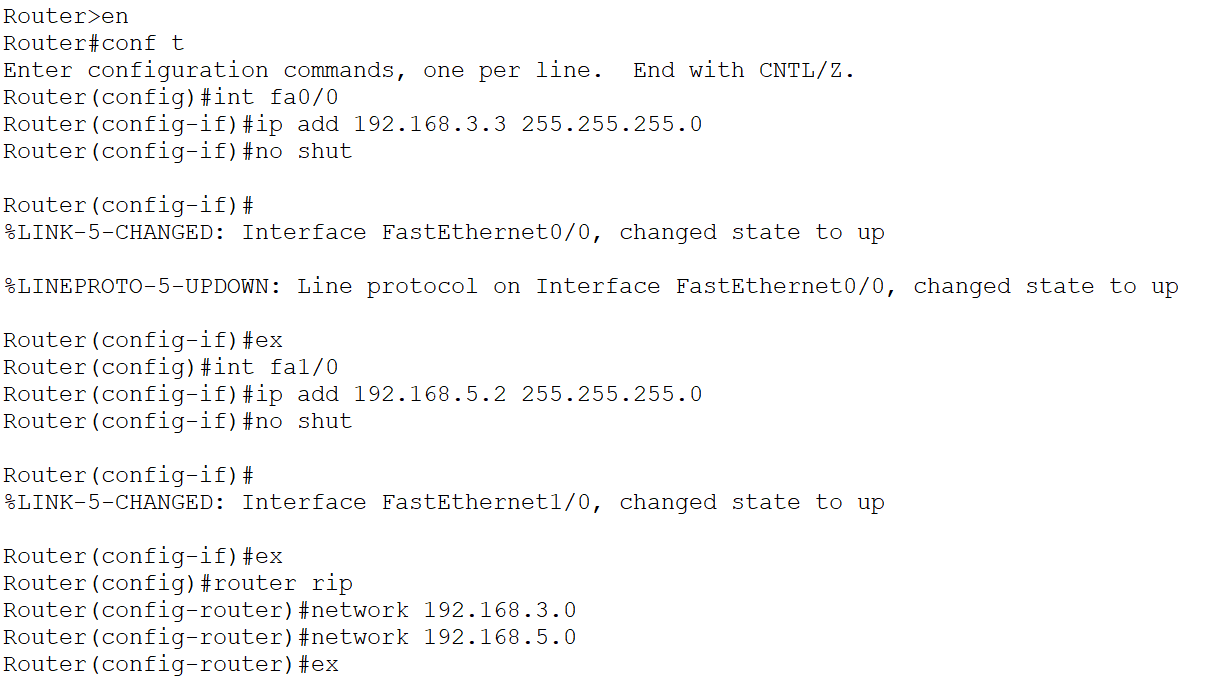 Router>en
Router#conf t
Enter configuration commands, one per line.  End with CNTL/Z.
Router(config)#int fa0/0
Router(config-if)#ip add 192.168.3.3 255.255.255.0
Router(config-if)#no shut
Router(config-if)#
%LINK-5-CHANGED: Interface FastEthernet0/0, changed state to up
%LINEPROTO-5-UPDOWN: Line protocol on Interface FastEthernet0/0, changed state to up
Router(config-if)#ex
Router(config)#int fa1/0
Router(config-if)#ip add 192.168.5.2 255.255.255.0
Router(config-if)#no shut
Router(config-if)#
%LINK-5-CHANGED: Interface FastEthernet1/0, changed state to up
Router(config-if)#ex
Router(config)#router rip
Router(config-router)#network 192.168.3.0
Router(config-router)#network 192.168.5.0
Router(config-router)#ex